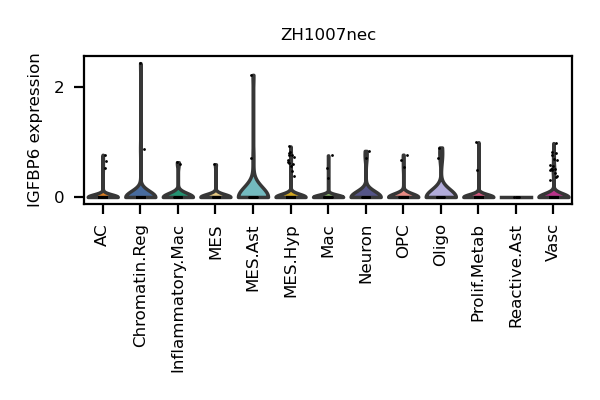 ZH1007nec
IGFBP6 expression
2
0
AC
Chromatin.Reg
Inflammatory.Mac
MES
MES.Ast
MES.Hyp
Mac
Neuron
OPC
Oligo
Prolif.Metab
Reactive.Ast
Vasc